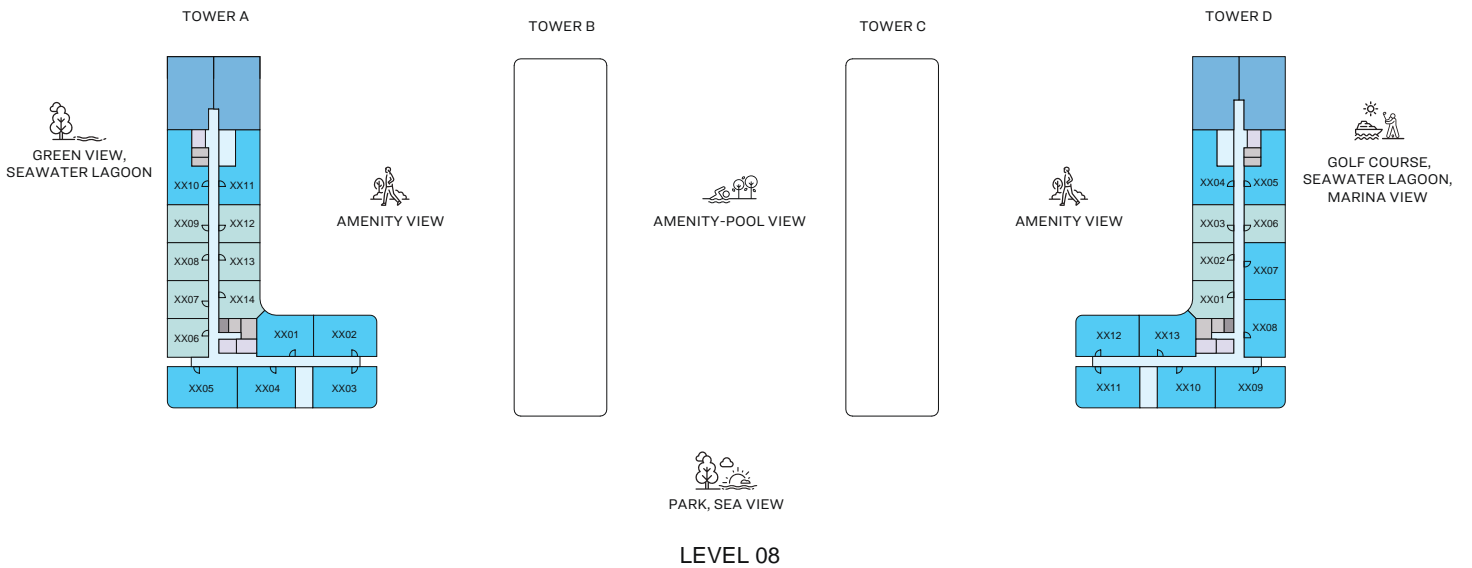 TOWER A
TOWER B
TOWER C
TOWER D
GREEN VIEW,
SEAWATER LAGOON
AMENITY VIEW
AMENITY-POOL VIEW
AMENITY VIEW
GOLF COURSE,
SEAWATER LAGOON,
MARINA VIEW
XX10
XX11
XX09
XX12
XX08
XX13
XX07
XX14
XX06
XX01
XX02
XX05
XX04
XX03
XX04
XX05
XX03
XX06
XX02
XX07
XX01
XX08
XX12
XX13
XX11
XX10
XX09
PARK, SEA VIEW
LEVEL 08